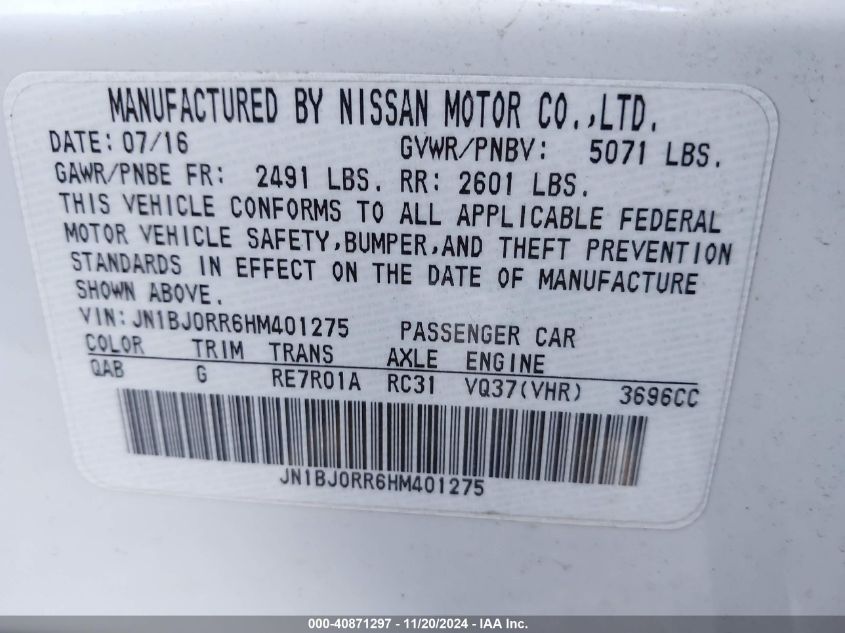 MANUFACTURED BY NISSAN MOTOR CO.,LTD.
DATE: 07/16 GVWR/PNBV: 5071 LBS.
GAWR/PNBE FR: 2491 LBS. RR: 2601 LBS.
THIS VEHICLE CONFORMS TO ALL APPLICABLE FEDERAL
MOTOR VEHICLE SAFETY,BUMPER,AND THEFT PREVENTION
STANDARDS IN EFFECT ON THE DATE OF MANUFACTURE
SHOWN ABOVE.
VIN:JN1BJ0RR6HM401275 PASSENGER CAR
COLOR TRIM TRANS AXLE ENGINE
QAB G RE7R01A RC31 VQ37(VHR) 3696CC
JN1BJ0RR6HM401275
000-40871297 - 11/20/2024 - IAA Inc.